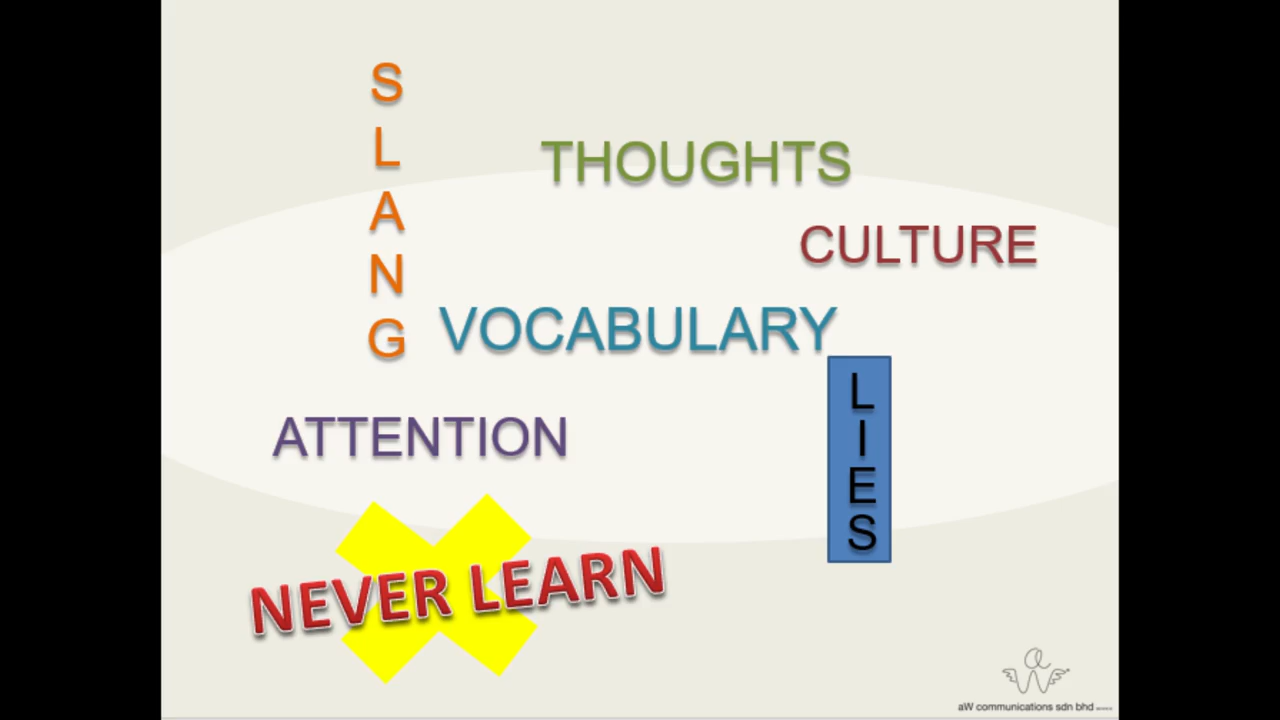 SLANG
THOUGHTS
CULTURE
VOCABULARY
LIES
ATTENTION
NEVER LEARN
aW communications sdn bhd